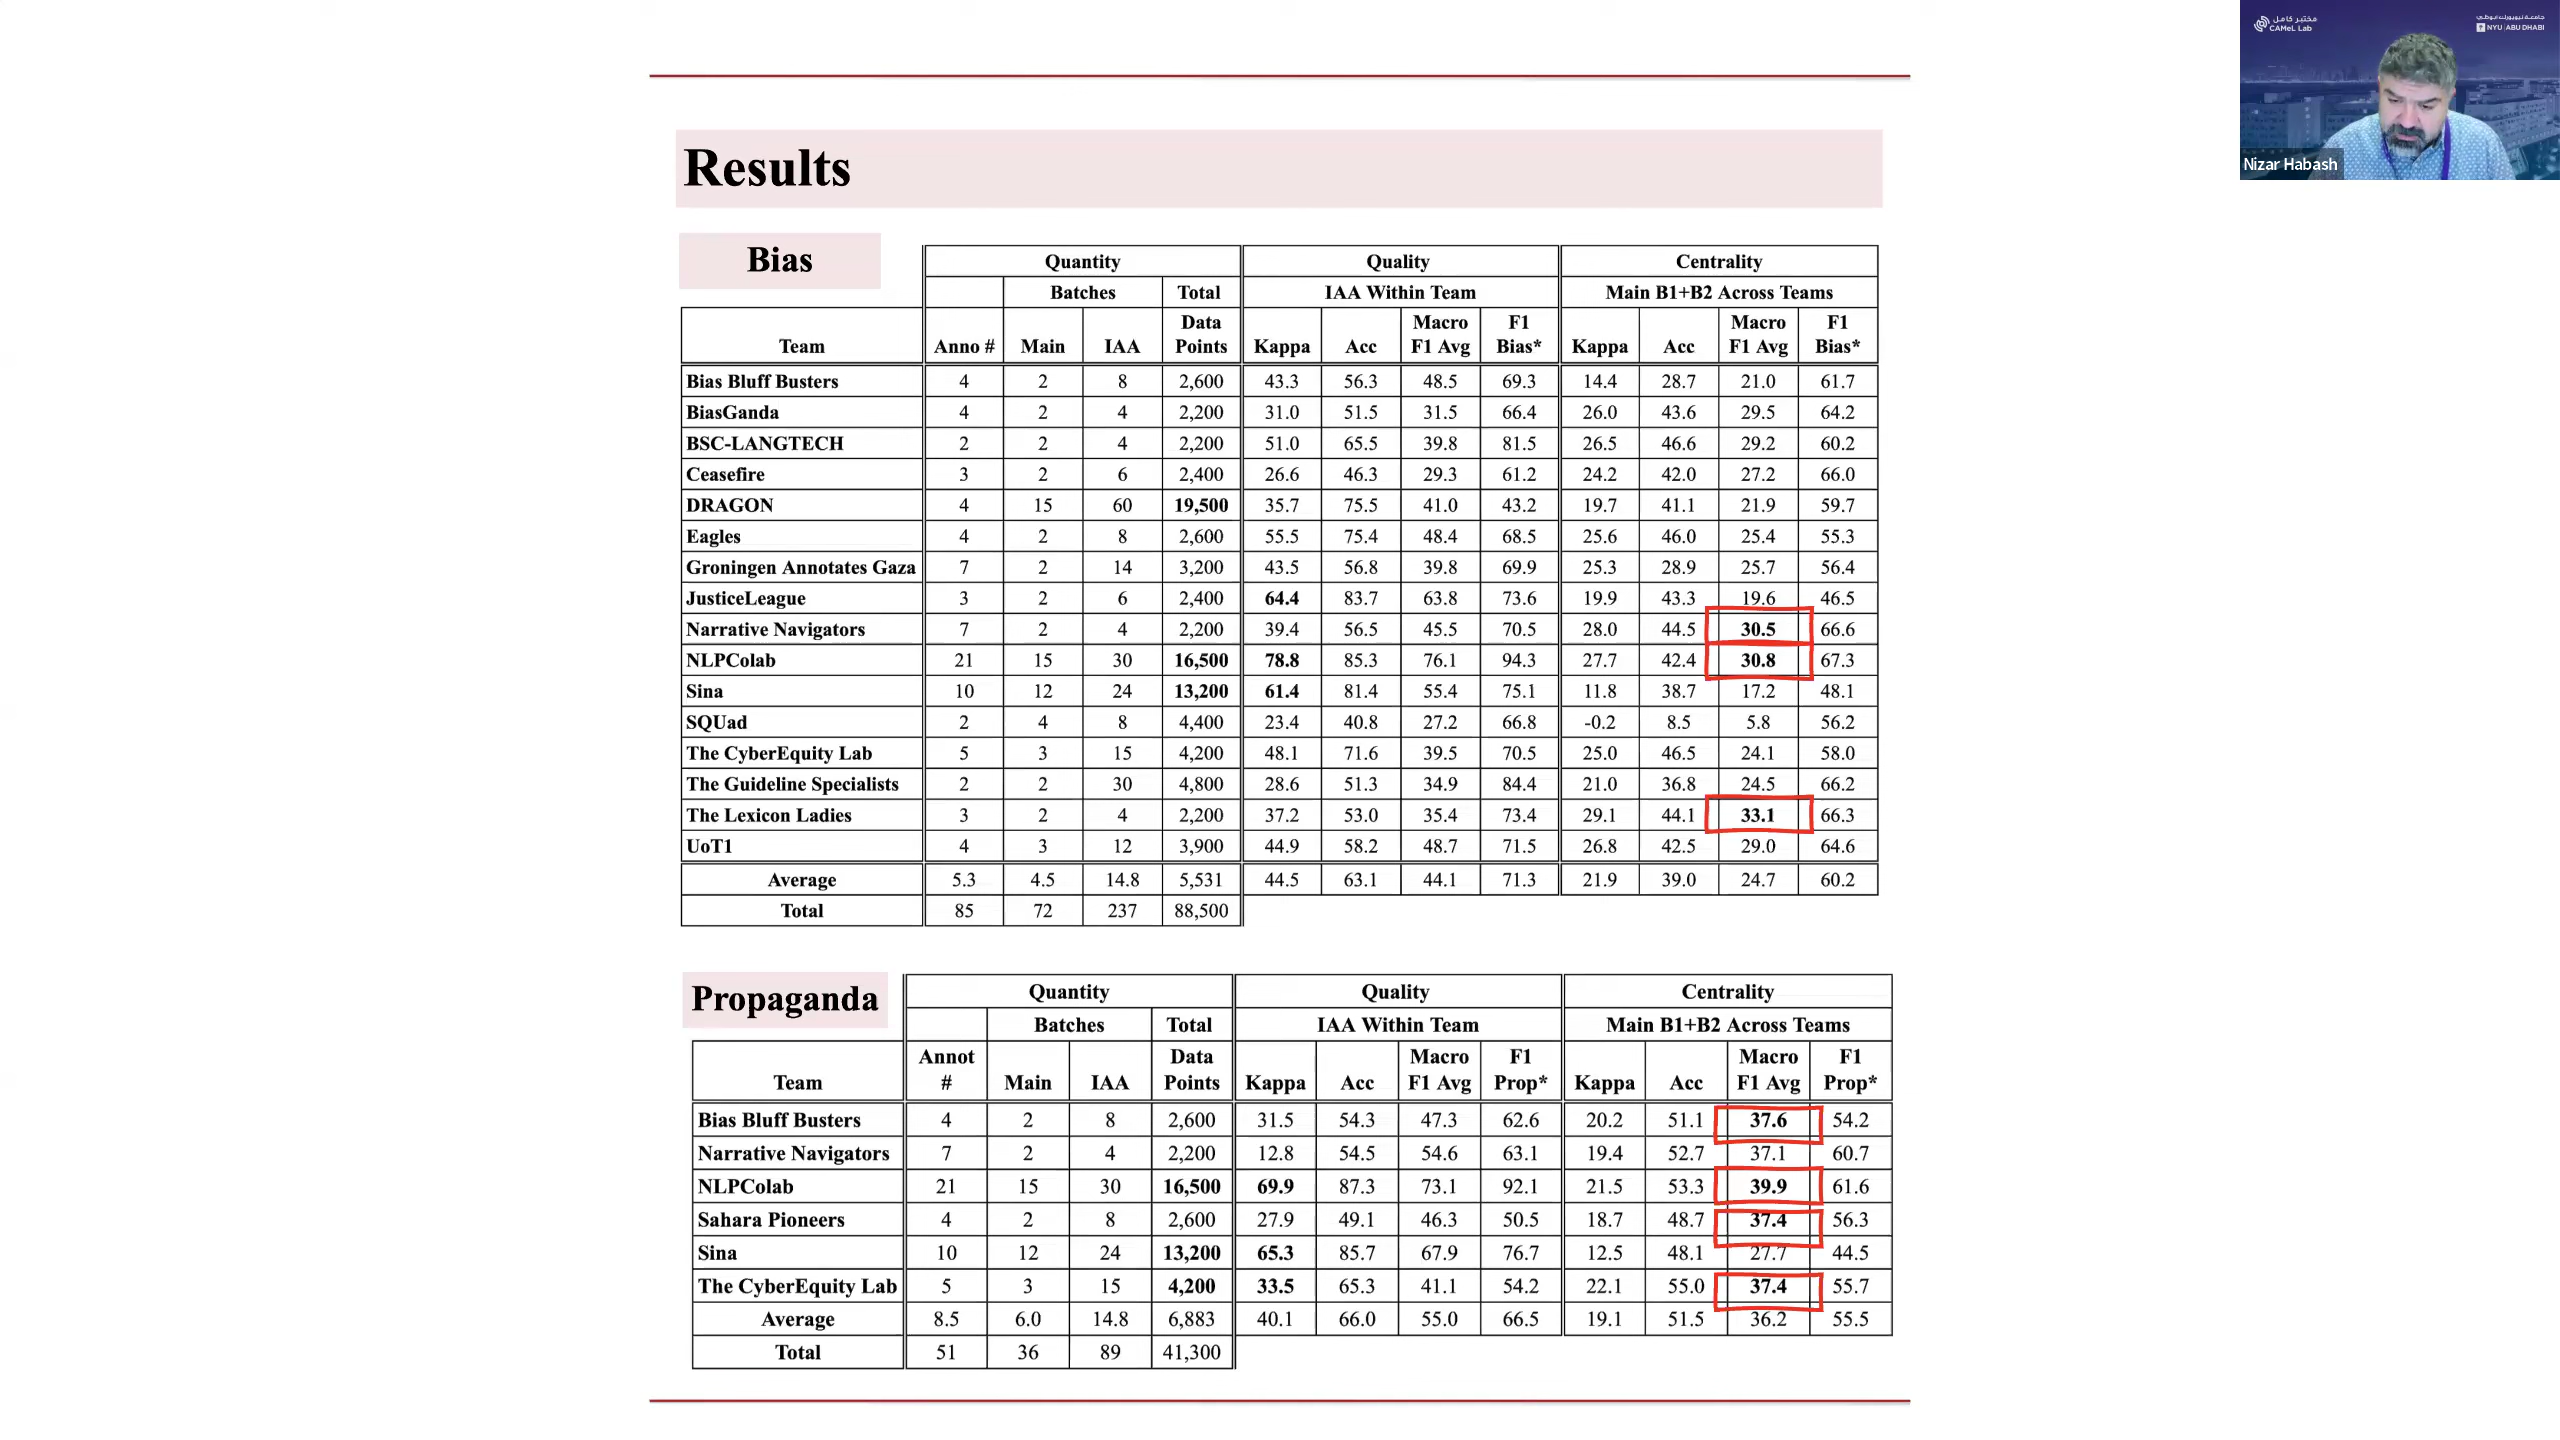 Results
Bias
Quantity Quality Centrality
Batches Total IAA Within Team Main B1+B2 Across Teams
Data Macro F1 Macro F1
Team Anno # Main IAA Points Kappa Acc F1 Avg Bias* Kappa Acc F1 Avg Bias*
Bias Bluff Busters 4 2 8 2,600 43.3 56.3 48.5 69.3 14.4 28.7 21.0 61.7
BiasGanda 4 2 4 2,200 31.0 51.5 31.5 66.4 26.0 43.6 29.5 64.2
BSC-LANGTECH 2 2 4 2,200 51.0 65.5 39.8 81.5 26.5 46.6 29.2 60.2
Ceasefire 3 2 6 2,400 26.6 46.3 29.3 61.2 24.2 42.0 27.2 66.0
DRAGON 4 15 60 19,500 35.7 75.5 41.0 43.2 19.7 41.1 21.9 59.7
Eagles 4 2 8 2,600 55.5 75.4 48.4 68.5 25.6 46.0 25.4 55.3
Groningen Annotates Gaza 7 2 14 3,200 43.5 56.8 39.8 69.9 25.3 28.9 25.7 56.4
JusticeLeague 3 2 6 2,400 64.4 83.7 63.8 73.6 19.9 43.3 19.6 46.5
Narrative Navigators 7 2 4 2,200 39.4 56.5 45.5 70.5 28.0 44.5 30.5 66.6
NLPColab 21 15 30 16,500 78.8 85.3 76.1 94.3 27.7 42.4 30.8 67.3
Sina 10 12 24 13,200 61.4 81.4 55.4 75.1 11.8 38.7 17.2 48.1
SQUad 2 4 8 4,400 23.4 40.8 27.2 66.8 -0.2 8.5 5.8 56.2
The CyberEquity Lab 5 3 15 4,200 48.1 71.6 39.5 70.5 25.0 46.5 24.1 58.0
The Guideline Specialists 2 2 30 4,800 28.6 51.3 34.9 84.4 21.0 36.8 24.5 66.2
The Lexicon Ladies 3 2 4 2,200 37.2 53.0 35.4 73.4 29.1 44.1 33.1 66.3
UoT1 4 3 12 3,900 44.9 58.2 48.7 71.5 26.8 42.5 29.0 64.6
Average 5.3 4.5 14.8 5,531 44.5 63.1 44.1 71.3 21.9 39.0 24.7 60.2
Total 85 72 237 88,500
Propaganda
Quantity Quality Centrality
Batches Total IAA Within Team Main B1+B2 Across Teams
Annot Data Macro F1 Macro F1
Team # Main IAA Points Kappa Acc F1 Avg Prop* Kappa Acc F1 Avg Prop*
Bias Bluff Busters 4 2 8 2,600 31.5 54.3 47.3 62.6 20.2 51.1 37.6 54.2
Narrative Navigators 7 2 4 2,200 12.8 54.5 54.6 63.1 19.4 52.7 37.1 60.7
NLPColab 21 15 30 16,500 69.9 87.3 73.1 92.1 21.5 53.3 39.9 61.6
Sahara Pioneers 4 2 8 2,600 27.9 49.1 46.3 50.5 18.7 48.7 37.4 56.3
Sina 10 12 24 13,200 65.3 85.7 67.9 76.7 12.5 48.1 27.7 44.5
The CyberEquity Lab 5 3 15 4,200 33.5 65.3 41.1 54.2 22.1 55.0 37.4 55.7
Average 8.5 6.0 14.8 6,883 40.1 66.0 55.0 66.5 19.1 51.5 36.2 55.5
Total 51 36 89 41,300
مختبر كامل
CAMeL Lab
جامعة نيويورك أبوظبي
NYU ABU DHABI
Nizar Habash